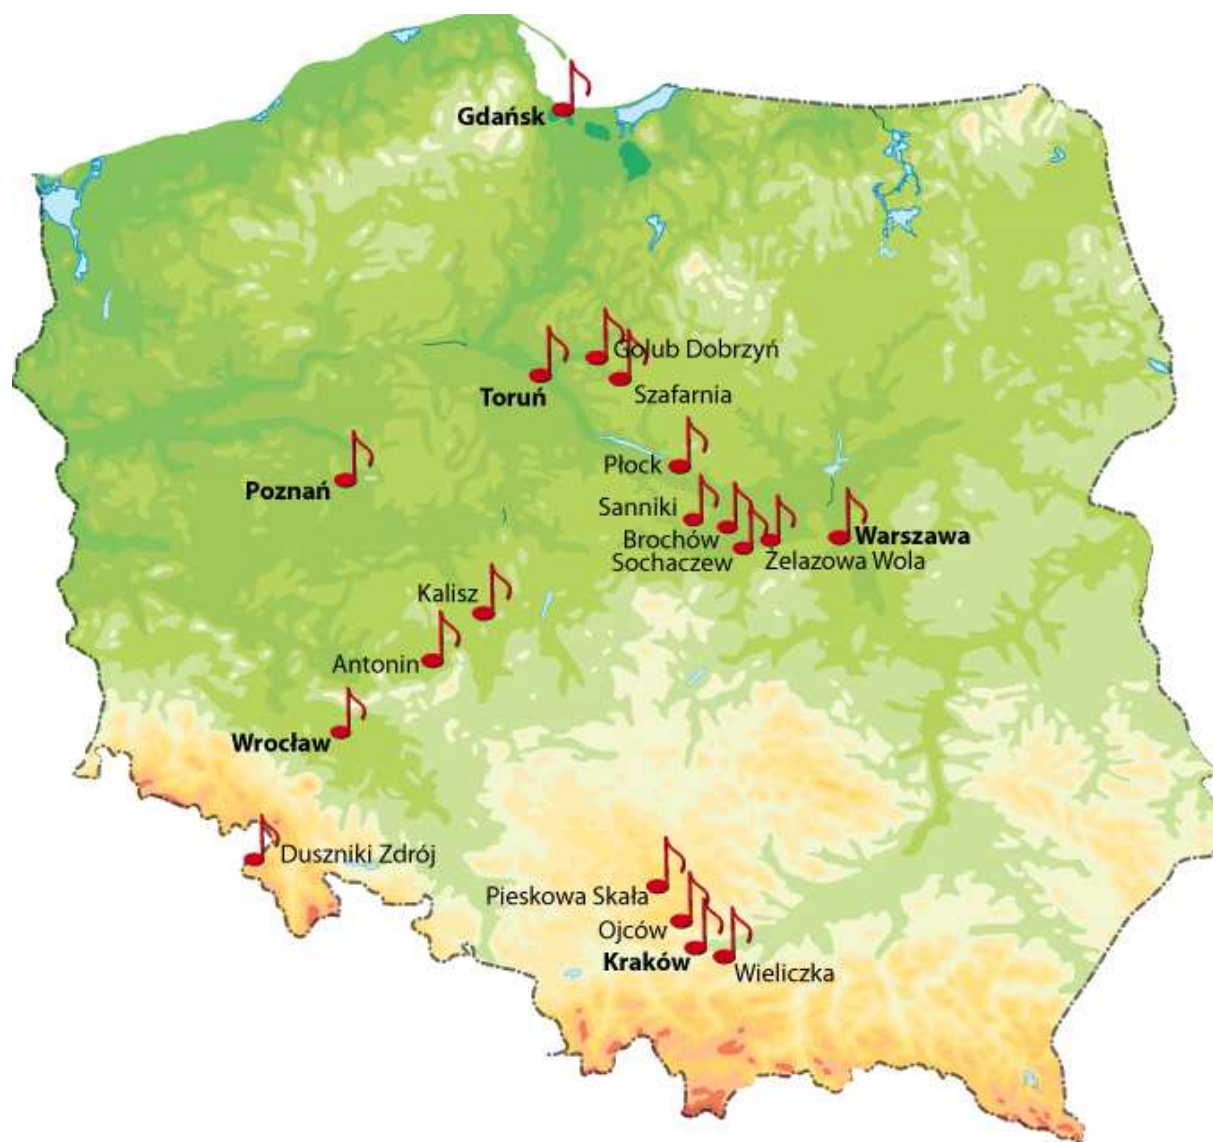 Gdańsk
Golub Dobrzyń
Toruń
Szafarnia
Płock
Poznań
Sanniki
Brochów
Warszawa
Sochaczew
Żelazowa Wola
Kalisz
Antonin
Wrocław
Duszniki Zdrój
Pieskowa Skała
Ojców
Kraków
Wieliczka